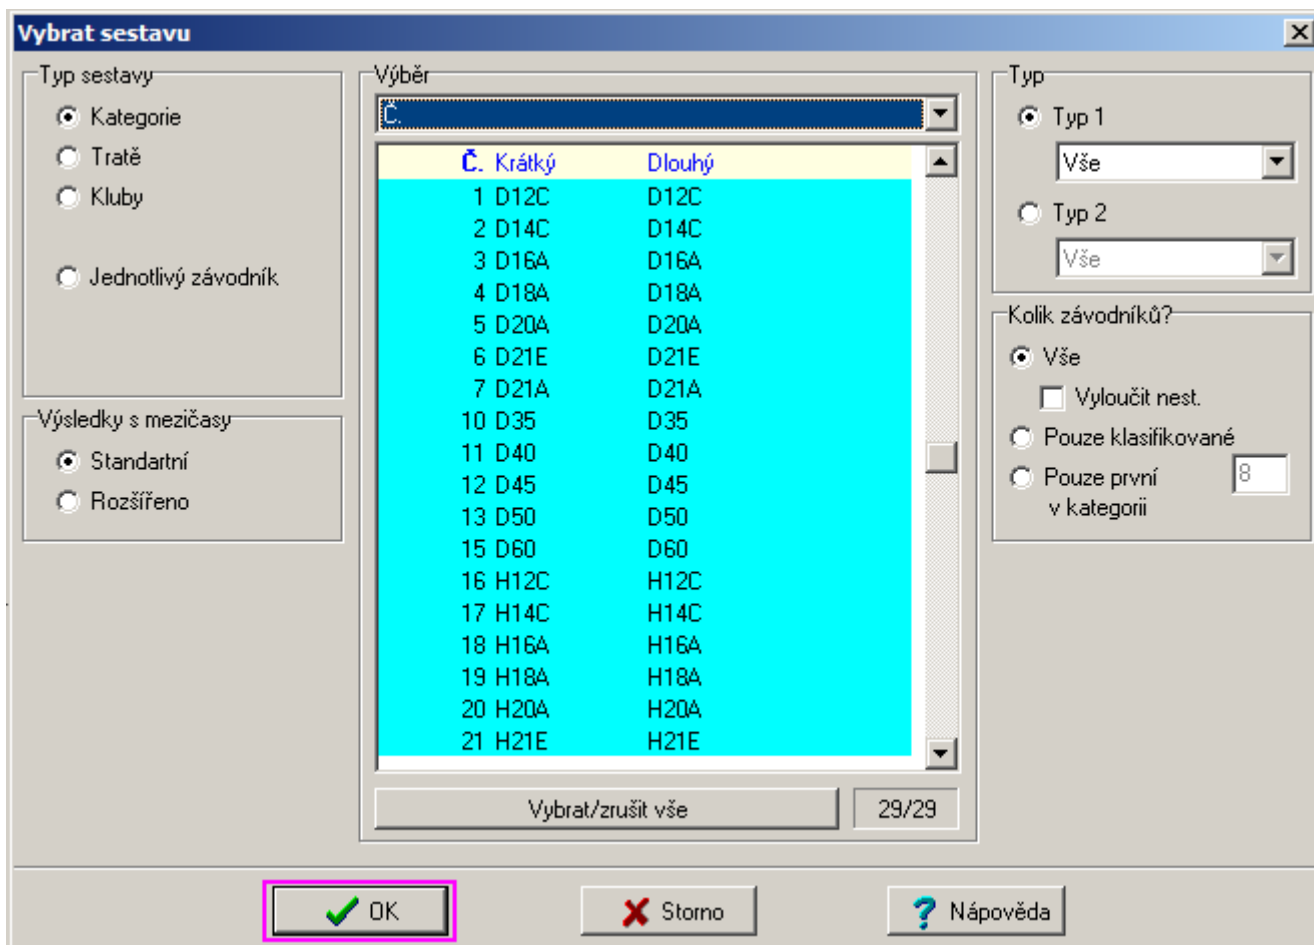 Vybrat sestavu
Typ sestavy
Kategorie
Tratě
Kluby
Jednotlivý závodník
Výsledky s mezičasy
Standartní
Rozšířeno
Výběr
Č.
Č. Krátký Dlouhý
1 D12C D12C
2 D14C D14C
3 D16A D16A
4 D18A D18A
5 D20A D20A
6 D21E D21E
7 D21A D21A
10 D35 D35
11 D40 D40
12 D45 D45
13 D50 D50
15 D60 D60
16 H12C H12C
17 H14C H14C
18 H16A H16A
19 H18A H18A
20 H20A H20A
21 H21E H21E
Vybrat/zrušit vše 29/29
Typ
Typ 1
Vše
Typ 2
Vše
Kolik závodníků?
Vše
Vyloučit nest.
Pouze klasifikované
Pouze první 8
v kategorii
OK Storno Nápověda